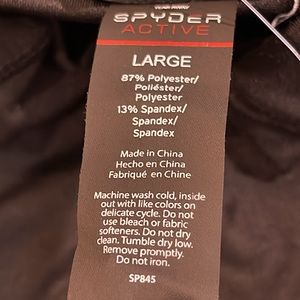 TEAR AWAY
SPYDER
ACTIVE
LARGE
87% Polyester/
Poliéster/
Polyester
13% Spandex/
Spandex/
Spandex
Made in China
Hecho en China
Fabriqué en Chine
Machine wash cold, inside
out with like colors on
delicate cycle. Do not
use bleach or fabric
softeners. Do not dry
clean. Tumble dry low.
Remove promptly.
Do not iron.
SP845